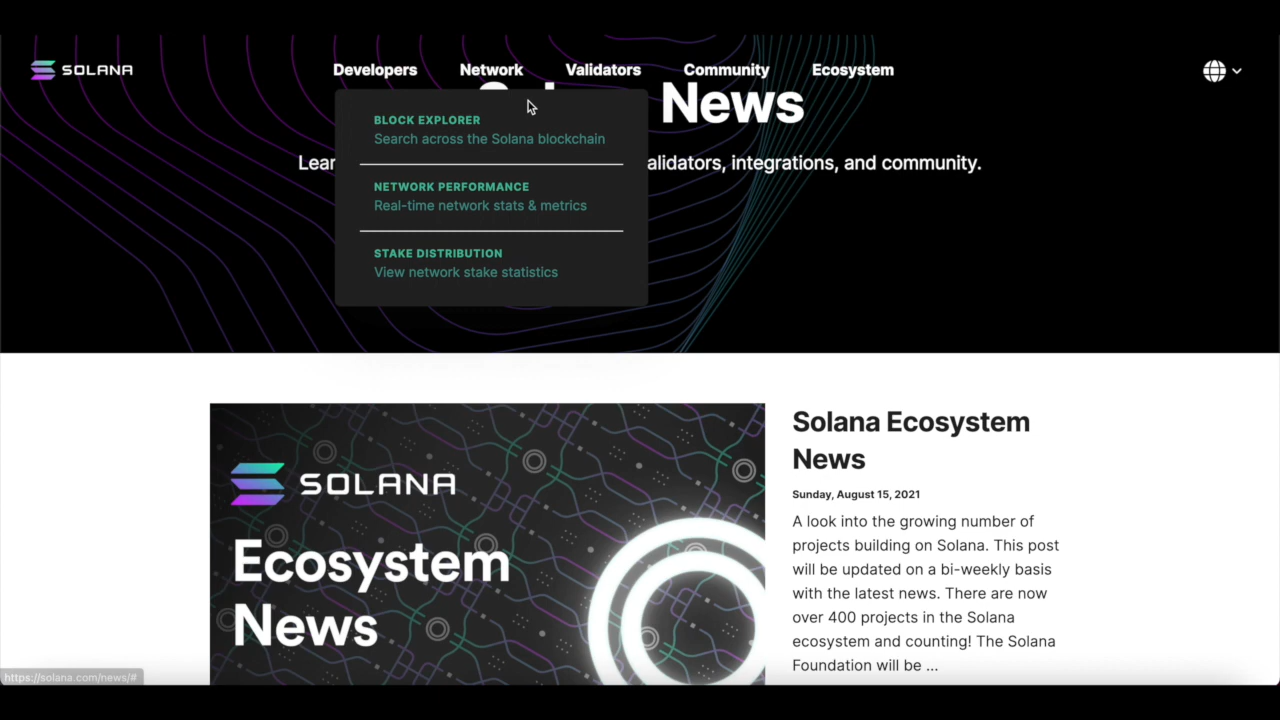 SOLANA
Developers
Network
Validators
Community
Ecosystem
News
BLOCK EXPLORER
Search across the Solana blockchain
Lear
alidators, integrations, and community.
NETWORK PERFORMANCE
Real-time network stats & metrics
STAKE DISTRIBUTION
View network stake statistics
SOLANA
Ecosystem
News
Solana Ecosystem
News
Sunday, August 15, 2021
A look into the growing number of
projects building on Solana. This post
will be updated on a bi-weekly basis
with the latest news. There are now
over 400 projects in the Solana
ecosystem and counting! The Solana
Foundation will be ...
https://solana.com/news/#